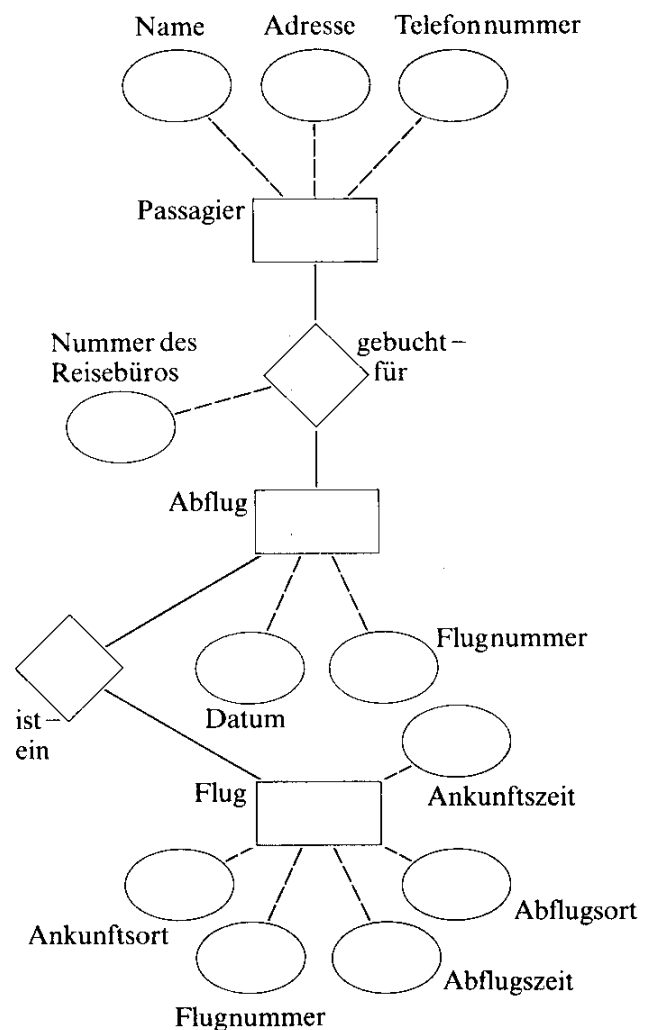 Name Adresse Telefonnummer
Passagier
Nummer des
Reisebüros
gebucht–
für
Abflug
Flugnummer
Datum
ist–
ein
Flug
Ankunftszeit
Abflugsort
Ankunftsort
Abflugszeit
Flugnummer